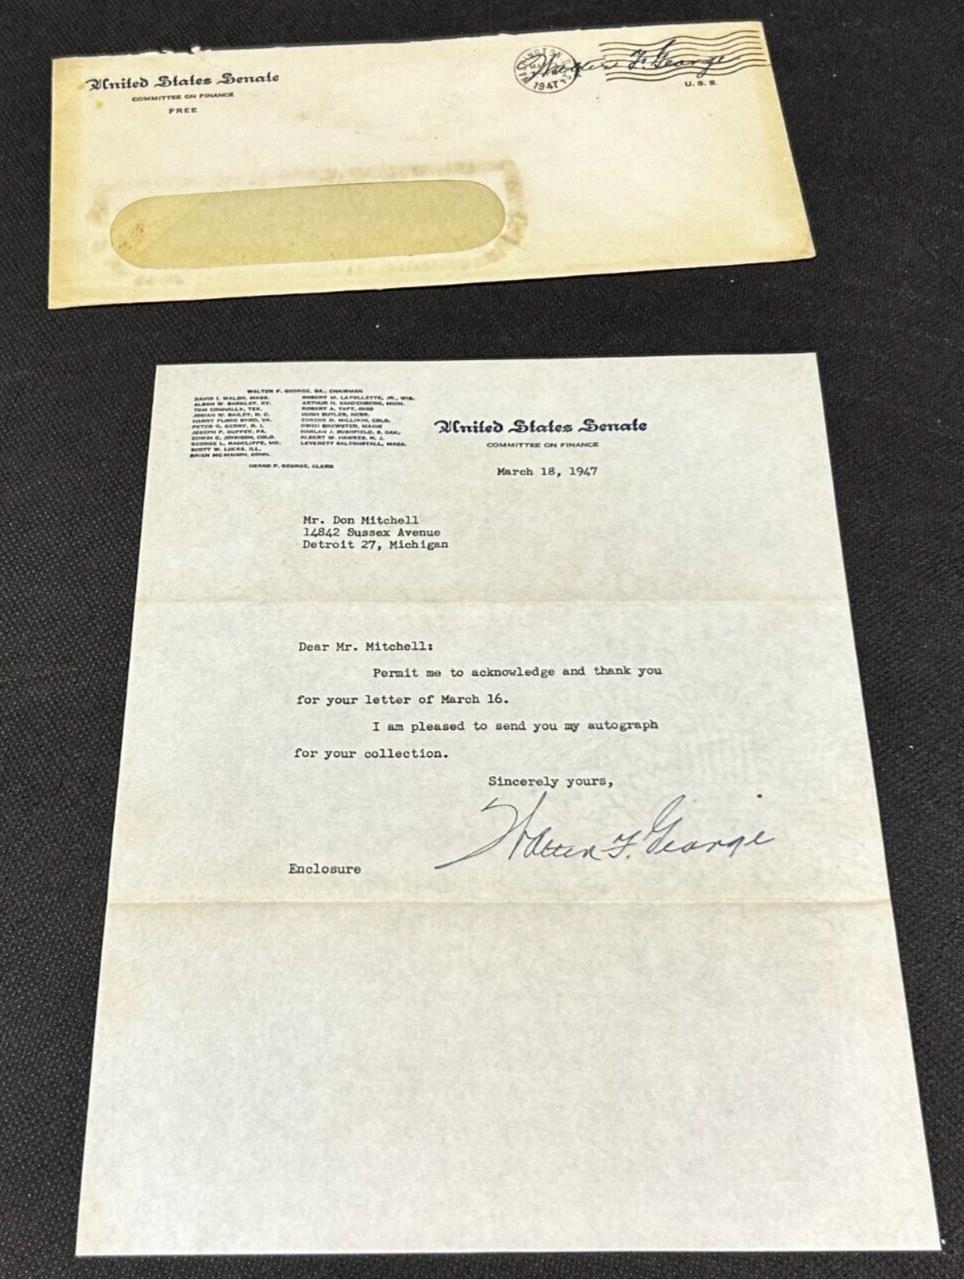 United States Senate
COMMITTEE ON FINANCE
FREE
WASHINGTON
1947
Walter F. George
U. S. S.
WALTER F. GEORGE, GA., CHAIRMAN
DAVID I. WALSH, MASS.
ALBEN W. BARKLEY, KY.
TOM CONNALLY, TEX.
JOSIAH W. BAILEY, N. C.
HARRY FLOOD BYRD, VA.
PETER G. GERRY, R. I.
JOSEPH F. GUFFEY, PA.
EDWIN C. JOHNSON, COLO.
GEORGE L. RADCLIFFE, MD.
SCOTT W. LUCAS, ILL.
BRIEN MCMAHON, CONN.
ROBERT M. LA FOLLETTE, JR., WIS.
ARTHUR H. VANDENBERG, MICH.
ROBERT A. TAFT, OHIO
HUGH BUTLER, NEBR.
EUGENE D. MILLIKIN, COLO.
OWEN BREWSTER, MAINE
HARLAN J. BUSHFIELD, S. DAK.
ALBERT W. HAWKES, N. J.
LEVERETT SALTONSTALL, MASS.
HEARD F. GEORGE, CLERK
United States Senate
COMMITTEE ON FINANCE
March 18, 1947
Mr. Don Mitchell
14842 Sussex Avenue
Detroit 27, Michigan
Dear Mr. Mitchell:
Permit me to acknowledge and thank you
for your letter of March 16.
I am pleased to send you my autograph
for your collection.
Sincerely yours,
Walter F. George
Enclosure